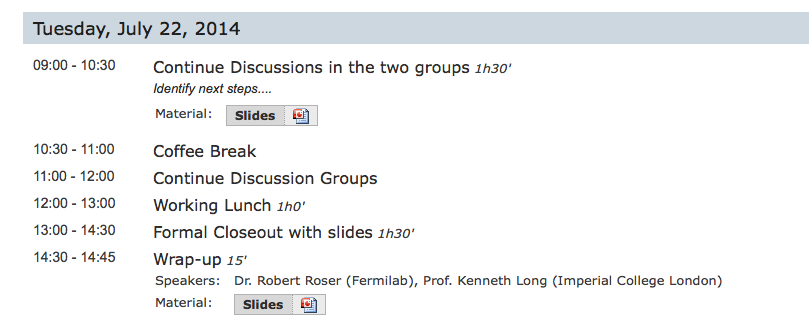 Tuesday, July 22, 2014
09:00 - 10:30 Continue Discussions in the two groups 1h30'
Identify next steps....
Material: Slides
10:30 - 11:00 Coffee Break
11:00 - 12:00 Continue Discussion Groups
12:00 - 13:00 Working Lunch 1h0'
13:00 - 14:30 Formal Closeout with slides 1h30'
14:30 - 14:45 Wrap-up 15'
Speakers: Dr. Robert Roser (Fermilab), Prof. Kenneth Long (Imperial College London)
Material: Slides